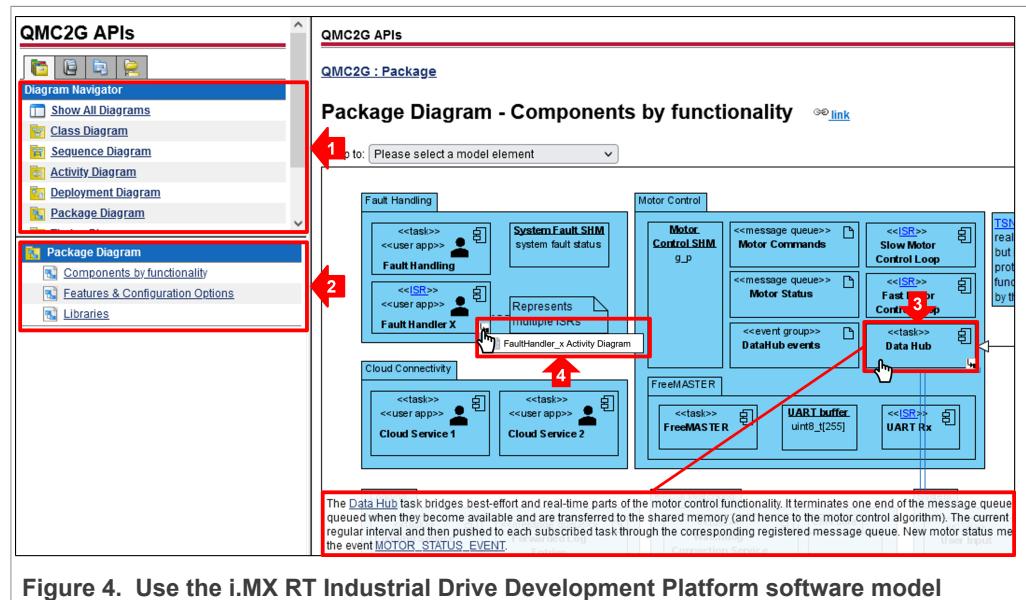 QMC2G APIs
Diagram Navigator
Show All Diagrams
Class Diagram
Sequence Diagram
Activity Diagram
Deployment Diagram
Package Diagram
1
Package Diagram
Components by functionality
Features & Configuration Options
Libraries
2
QMC2G APIs
QMC2G : Package
Package Diagram - Components by functionality link
to: Please select a model element
Fault Handling
<<task>>
<<user app>>
Fault Handling
System Fault SHM
system fault status
<<ISR>>
<<user app>>
Fault Handler X
Represents
multiple ISRs
FaultHandler_x Activity Diagram
4
Cloud Connectivity
<<task>>
<<user app>>
Cloud Service 1
<<task>>
<<user app>>
Cloud Service 2
Motor Control
Motor
Control SHM
g_p
<<message queue>>
Motor Commands
<<message queue>>
Motor Status
<<event group>>
DataHub events
<<ISR>>
Slow Motor
Control Loop
<<ISR>>
3
<<task>>
Data Hub
TSN
real
but
prot
func
by th
FreeMASTER
<<task>>
FreeMASTER
UART buffer
uint8_t[255]
<<ISR>>
UART Rx
The Data Hub task bridges best-effort and real-time parts of the motor control functionality. It terminates one end of the message queue
queued when they become available and are transferred to the shared memory (and hence to the motor control algorithm). The current
regular interval and then pushed to each subscribed task through the corresponding registered message queue. New motor status me
the event MOTOR_STATUS_EVENT.
User Input
Figure 4. Use the i.MX RT Industrial Drive Development Platform software model